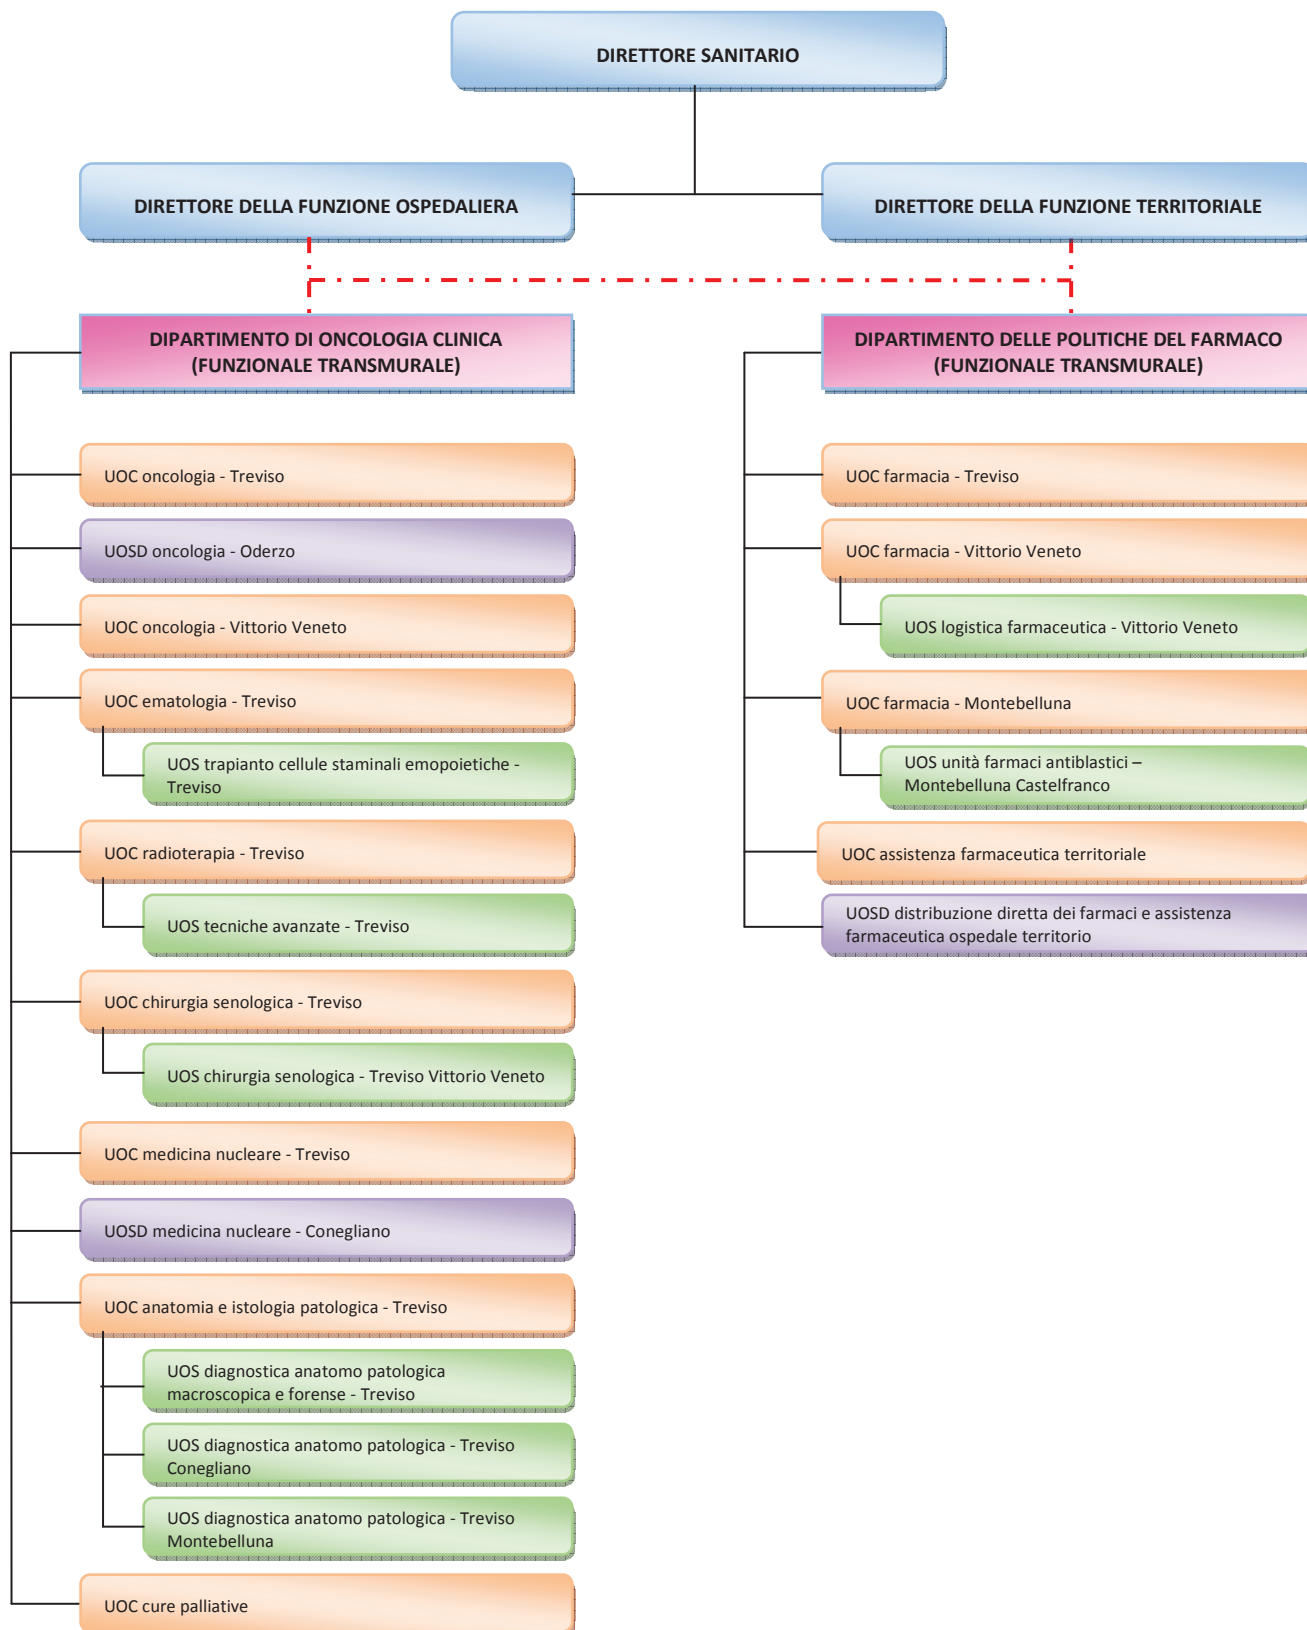 DIRETTORE SANITARIO
DIRETTORE DELLA FUNZIONE OSPEDALIERA
DIRETTORE DELLA FUNZIONE TERRITORIALE
DIPARTIMENTO DI ONCOLOGIA CLINICA
(FUNZIONALE TRANSMURALE)
UOC oncologia - Treviso
UOSD oncologia - Oderzo
UOC oncologia - Vittorio Veneto
UOC ematologia - Treviso
UOS trapianto cellule staminali emopoietiche -
Treviso
UOC radioterapia - Treviso
UOS tecniche avanzate - Treviso
UOC chirurgia senologica - Treviso
UOS chirurgia senologica - Treviso Vittorio Veneto
UOC medicina nucleare - Treviso
UOSD medicina nucleare - Conegliano
UOC anatomia e istologia patologica - Treviso
UOS diagnostica anatomo patologica
macroscopica e forense - Treviso
UOS diagnostica anatomo patologica - Treviso
Conegliano
UOS diagnostica anatomo patologica - Treviso
Montebelluna
UOC cure palliative
DIPARTIMENTO DELLE POLITICHE DEL FARMACO
(FUNZIONALE TRANSMURALE)
UOC farmacia - Treviso
UOC farmacia - Vittorio Veneto
UOS logistica farmaceutica - Vittorio Veneto
UOC farmacia - Montebelluna
UOS unità farmaci antiblastici –
Montebelluna Castelfranco
UOC assistenza farmaceutica territoriale
UOSD distribuzione diretta dei farmaci e assistenza
farmaceutica ospedale territorio